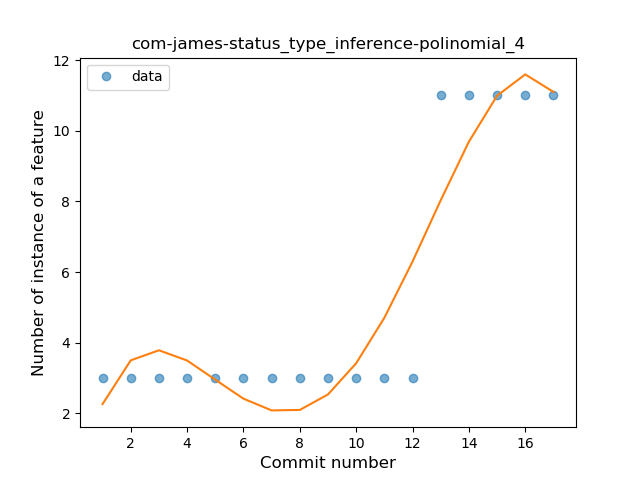 com-james-status_type_inference-polinomial_4
data
Number of instance of a feature
12
10
8
6
4
2
2 4 6 8 10 12 14 16
Commit number